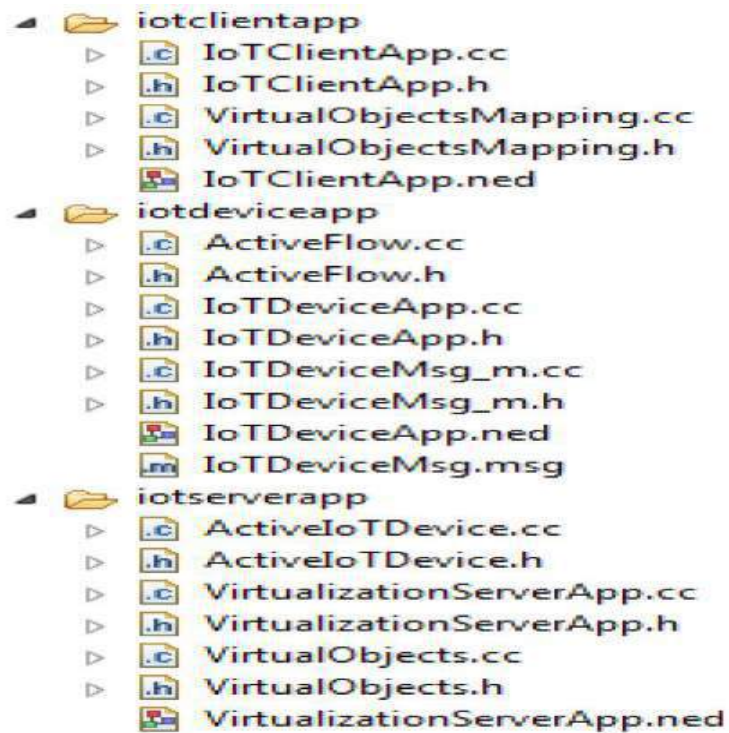 iotclientapp
.c IoTClientApp.cc
.h IoTClientApp.h
.c VirtualObjectsMapping.cc
.h VirtualObjectsMapping.h
IoTClientApp.ned
iotdeviceapp
.c ActiveFlow.cc
.h ActiveFlow.h
.c IoTDeviceApp.cc
.h IoTDeviceApp.h
.c IoTDeviceMsg_m.cc
.h IoTDeviceMsg_m.h
IoTDeviceApp.ned
.m IoTDeviceMsg.msg
iotserverapp
.c ActiveIoTDevice.cc
.h ActiveIoTDevice.h
.c VirtualizationServerApp.cc
.h VirtualizationServerApp.h
.c VirtualObjects.cc
.h VirtualObjects.h
VirtualizationServerApp.ned